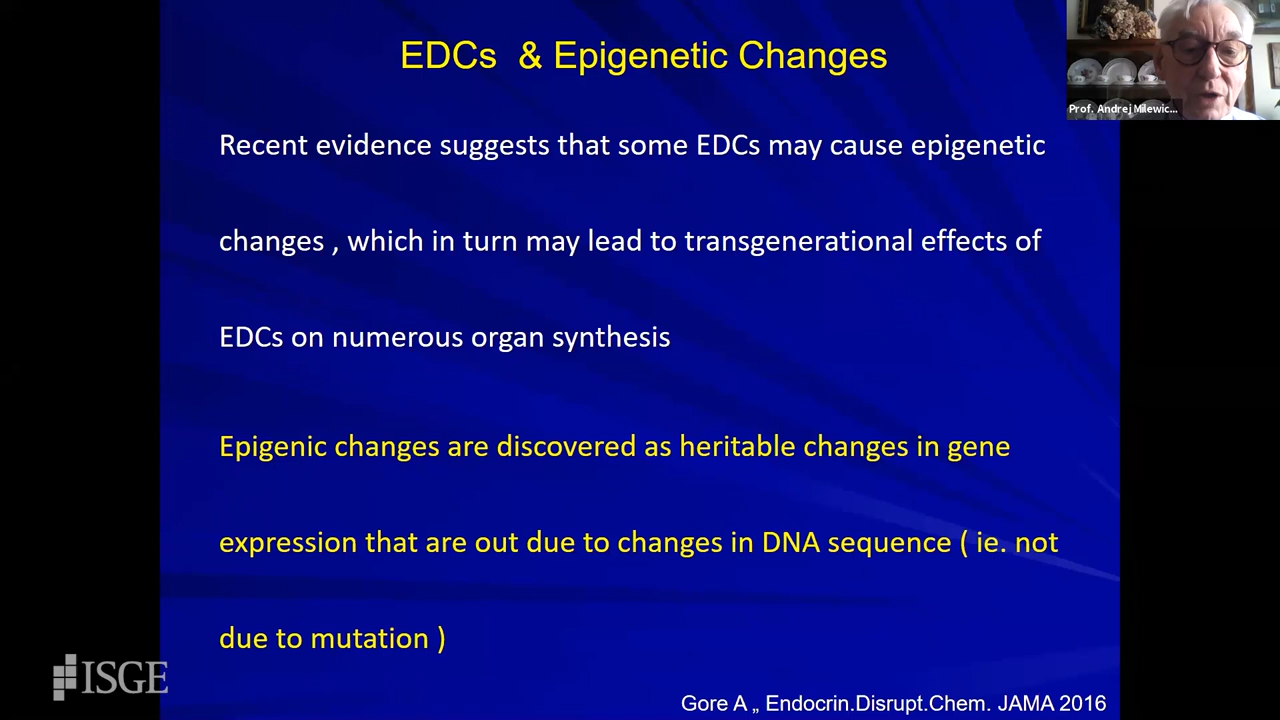 EDCs & Epigenetic Changes
Prof. Andrej Milewic...
Recent evidence suggests that some EDCs may cause epigenetic
changes , which in turn may lead to transgenerational effects of
EDCs on numerous organ synthesis
Epigenic changes are discovered as heritable changes in gene
expression that are out due to changes in DNA sequence ( ie. not
due to mutation )
ISGE
Gore A „ Endocrin.Disrupt.Chem. JAMA 2016